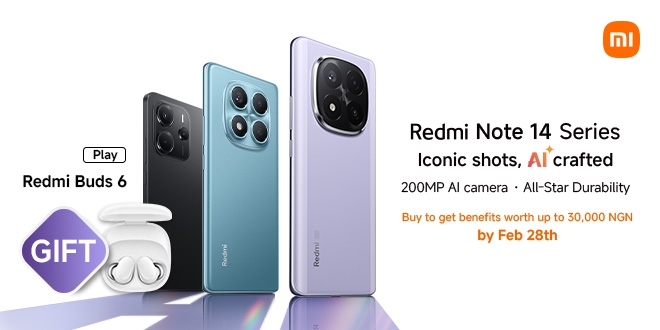 mi
Redmi Note 14 Series
Iconic shots, AI crafted
200MP AI camera · All-Star Durability
Buy to get benefits worth up to 30,000 NGN
by Feb 28th
Play
Redmi Buds 6
GIFT
Redmi
Redmi